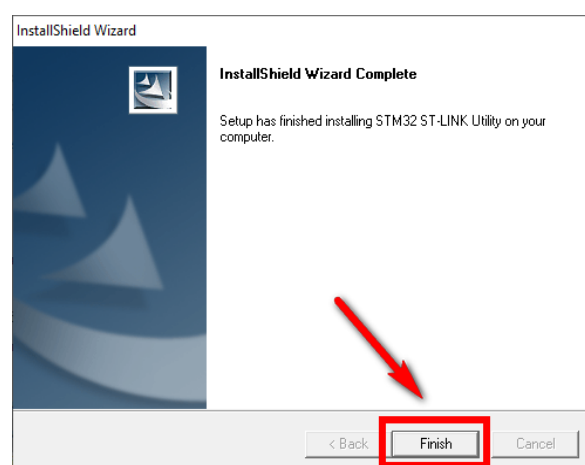 InstallShield Wizard
InstallShield Wizard Complete
Setup has finished installing STM32 ST-LINK Utility on your
computer.
< Back Finish Cancel